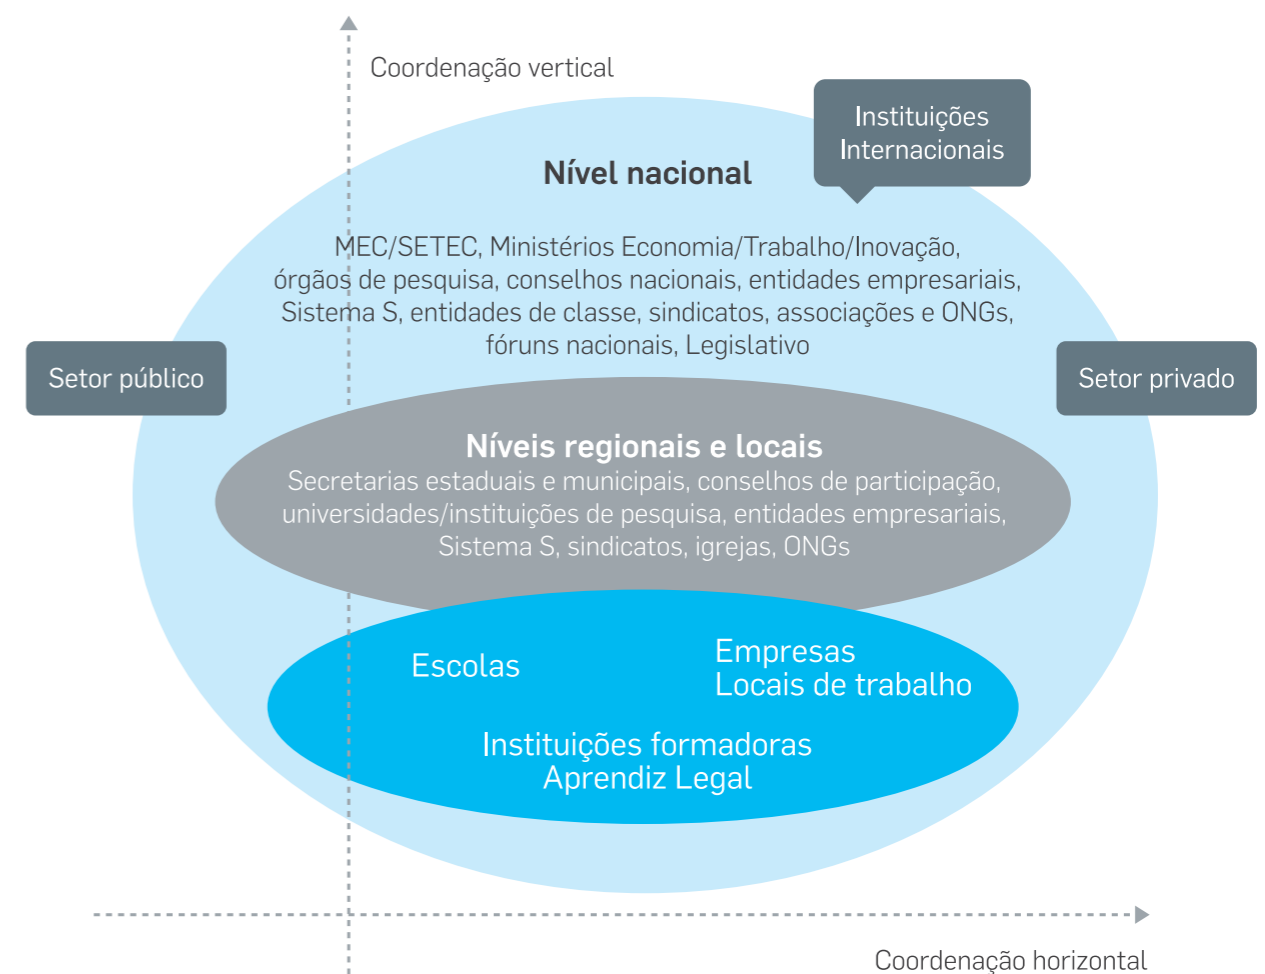 Coordenação vertical
Instituições
Internacionais
Nível nacional
MEC/SETEC, Ministérios Economia/Trabalho/Inovação,
órgãos de pesquisa, conselhos nacionais, entidades empresariais,
Sistema S, entidades de classe, sindicatos, associações e ONGs,
fóruns nacionais, Legislativo
Setor público
Setor privado
Níveis regionais e locais
Secretarias estaduais e municipais, conselhos de participação,
universidades/instituições de pesquisa, entidades empresariais,
Sistema S, sindicatos, igrejas, ONGs
Escolas
Empresas
Locais de trabalho
Instituições formadoras
Aprendiz Legal
Coordenação horizontal